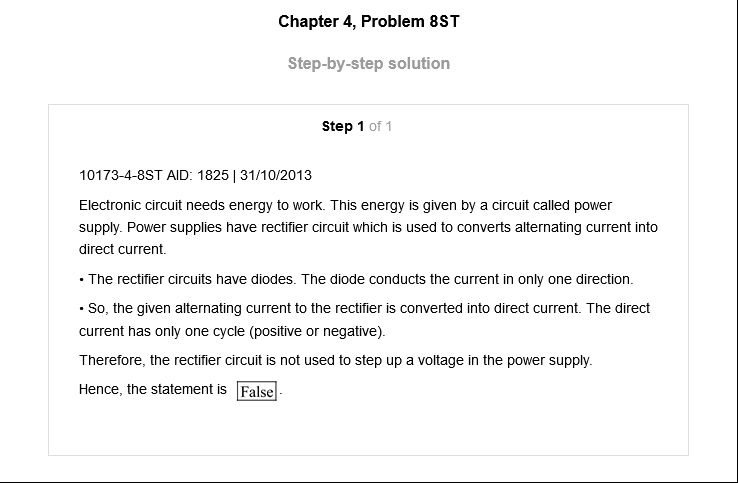 Chapter 4, Problem 8ST
Step-by-step solution
Step 1 of 1
10173-4-8ST AID: 1825 | 31/10/2013
Electronic circuit needs energy to work. This energy is given by a circuit called power
supply. Power supplies have rectifier circuit which is used to converts alternating current into
direct current.
• The rectifier circuits have diodes. The diode conducts the current in only one direction.
• So, the given alternating current to the rectifier is converted into direct current. The direct
current has only one cycle (positive or negative).
Therefore, the rectifier circuit is not used to step up a voltage in the power supply.
Hence, the statement is False.